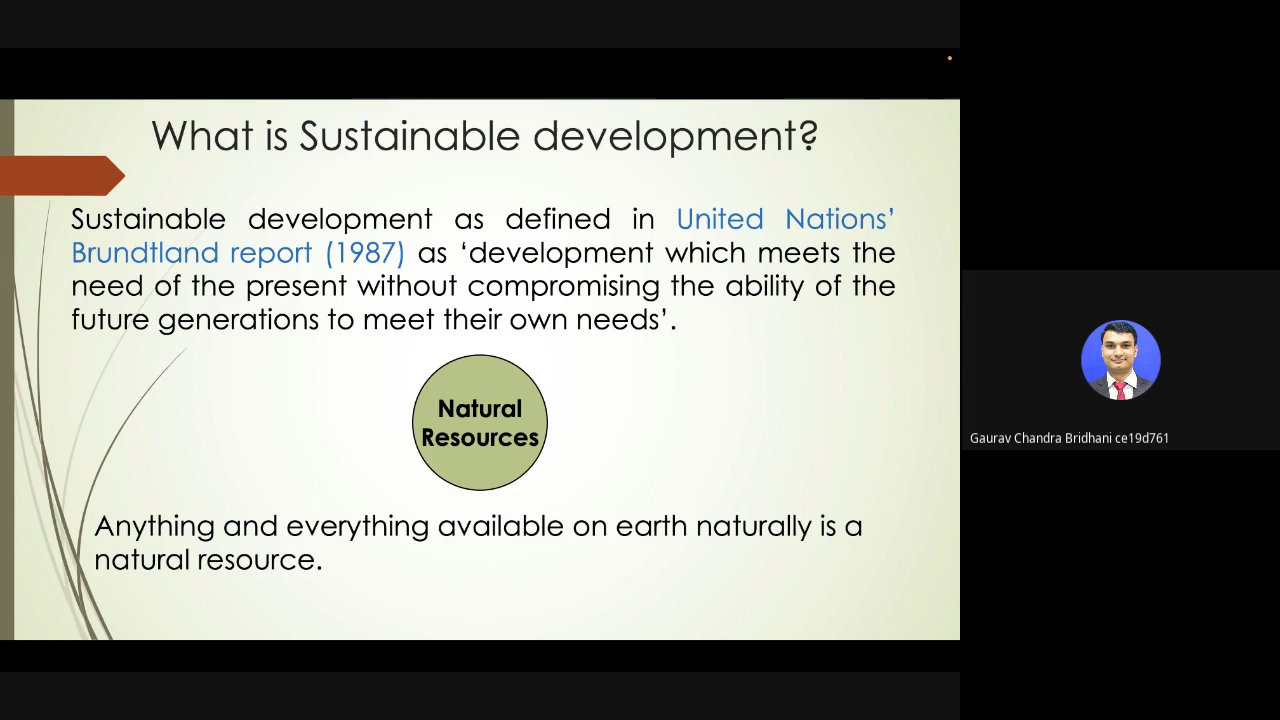 What is Sustainable development?
Sustainable development as defined in United Nations’
Brundtland report (1987) as ‘development which meets the
need of the present without compromising the ability of the
future generations to meet their own needs’.
Natural
Resources
Anything and everything available on earth naturally is a
natural resource.
Gaurav Chandra Bridhani ce19d761